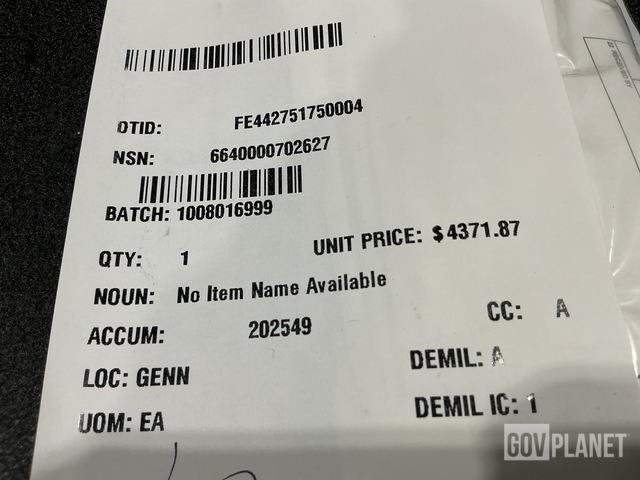 DTID: FE442751750004
NSN: 6640000702627
BATCH: 1008016999
QTY: 1 UNIT PRICE: $ 4371.87
NOUN: No Item Name Available
ACCUM: 202549 CC: A
LOC: GENN DEMIL: A
UOM: EA DEMIL IC: 1
GOVPLANET